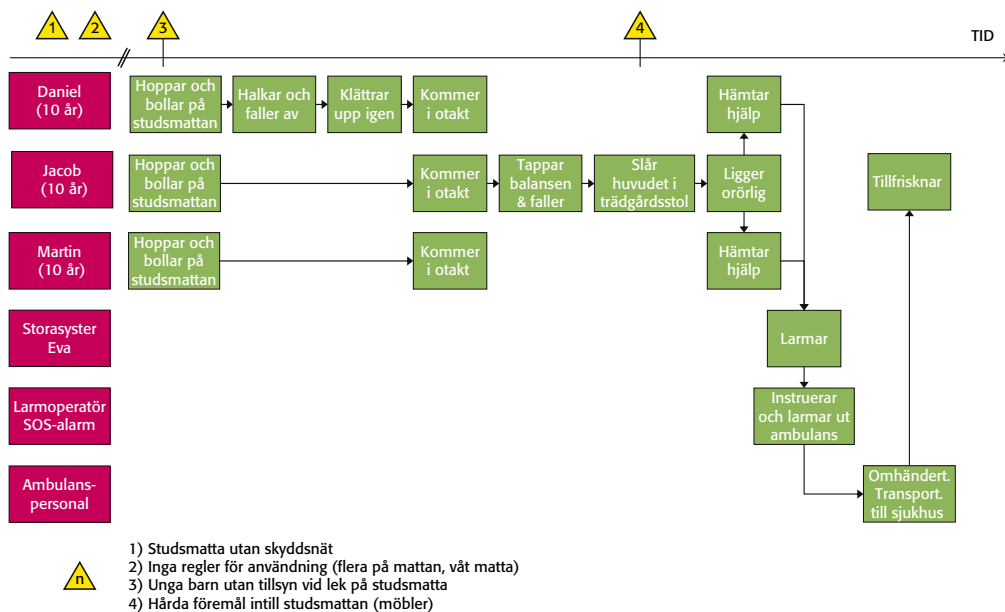 1
2
3
4
TID
Daniel
(10 år)
Hoppar och
bollar på
studsmattan
Halkar och
faller av
Klättrar
upp igen
Kommer
i otakt
Hämtar
hjälp
Jacob
(10 år)
Hoppar och
bollar på
studsmattan
Kommer
i otakt
Tappar
balansen
& faller
Slår
huvudet i
trädgårdsstol
Ligger
orörlig
Tillfrisknar
Martin
(10 år)
Hoppar och
bollar på
studsmattan
Kommer
i otakt
Hämtar
hjälp
Storasyster
Eva
Larmar
Larmoperatör
SOS-alarm
Instruerar
och larmar ut
ambulans
Ambulans-
personal
Omhändert.
Transport.
till sjukhus
n
1) Studsmatta utan skyddsnät
2) Inga regler för användning (flera på mattan, våt matta)
3) Unga barn utan tillsyn vid lek på studsmatta
4) Hårda föremål intill studsmattan (möbler)